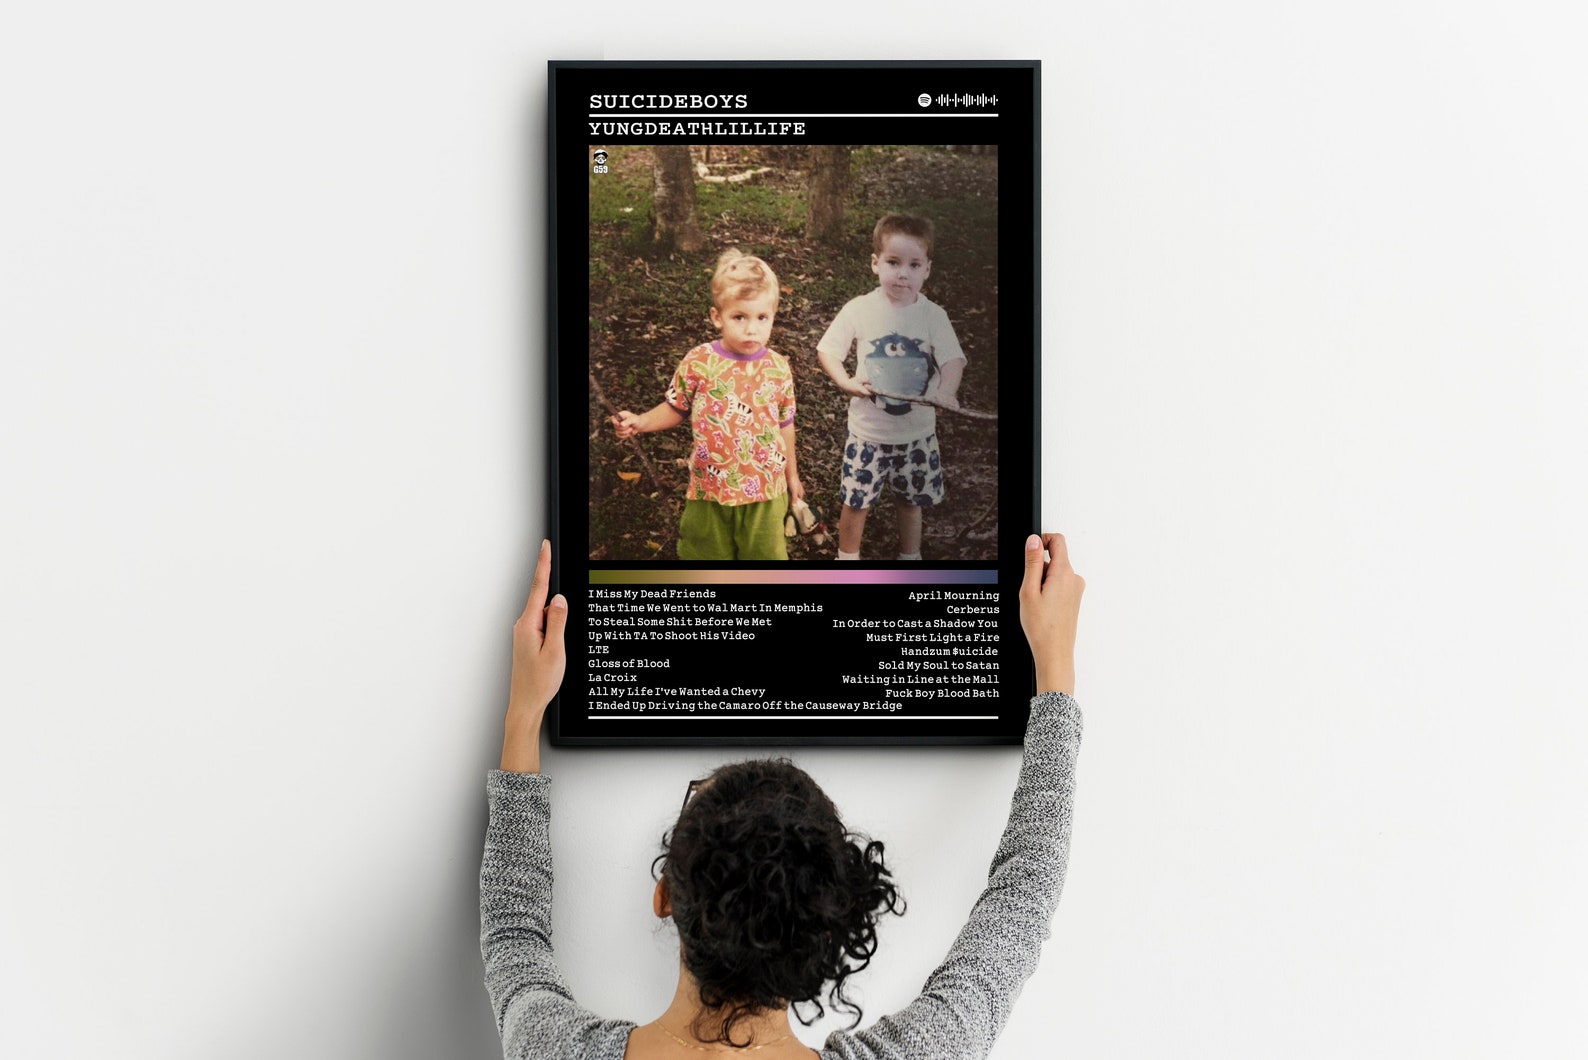 SUICIDEBOYS
YUNGDEATHLILLIFE
G59
I Miss My Dead Friends
That Time We Went to Wal Mart In Memphis
To Steal Some Shit Before We Met
Up With TA To Shoot His Video
LTE
Gloss of Blood
La Croix
All My Life I've Wanted a Chevy
I Ended Up Driving the Camaro Off the Causeway Bridge
April Mourning
Cerberus
In Order to Cast a Shadow You
Must First Light a Fire
Handzum $uicide
Sold My Soul to Satan
Waiting in Line at the Mall
Fuck Boy Blood Bath